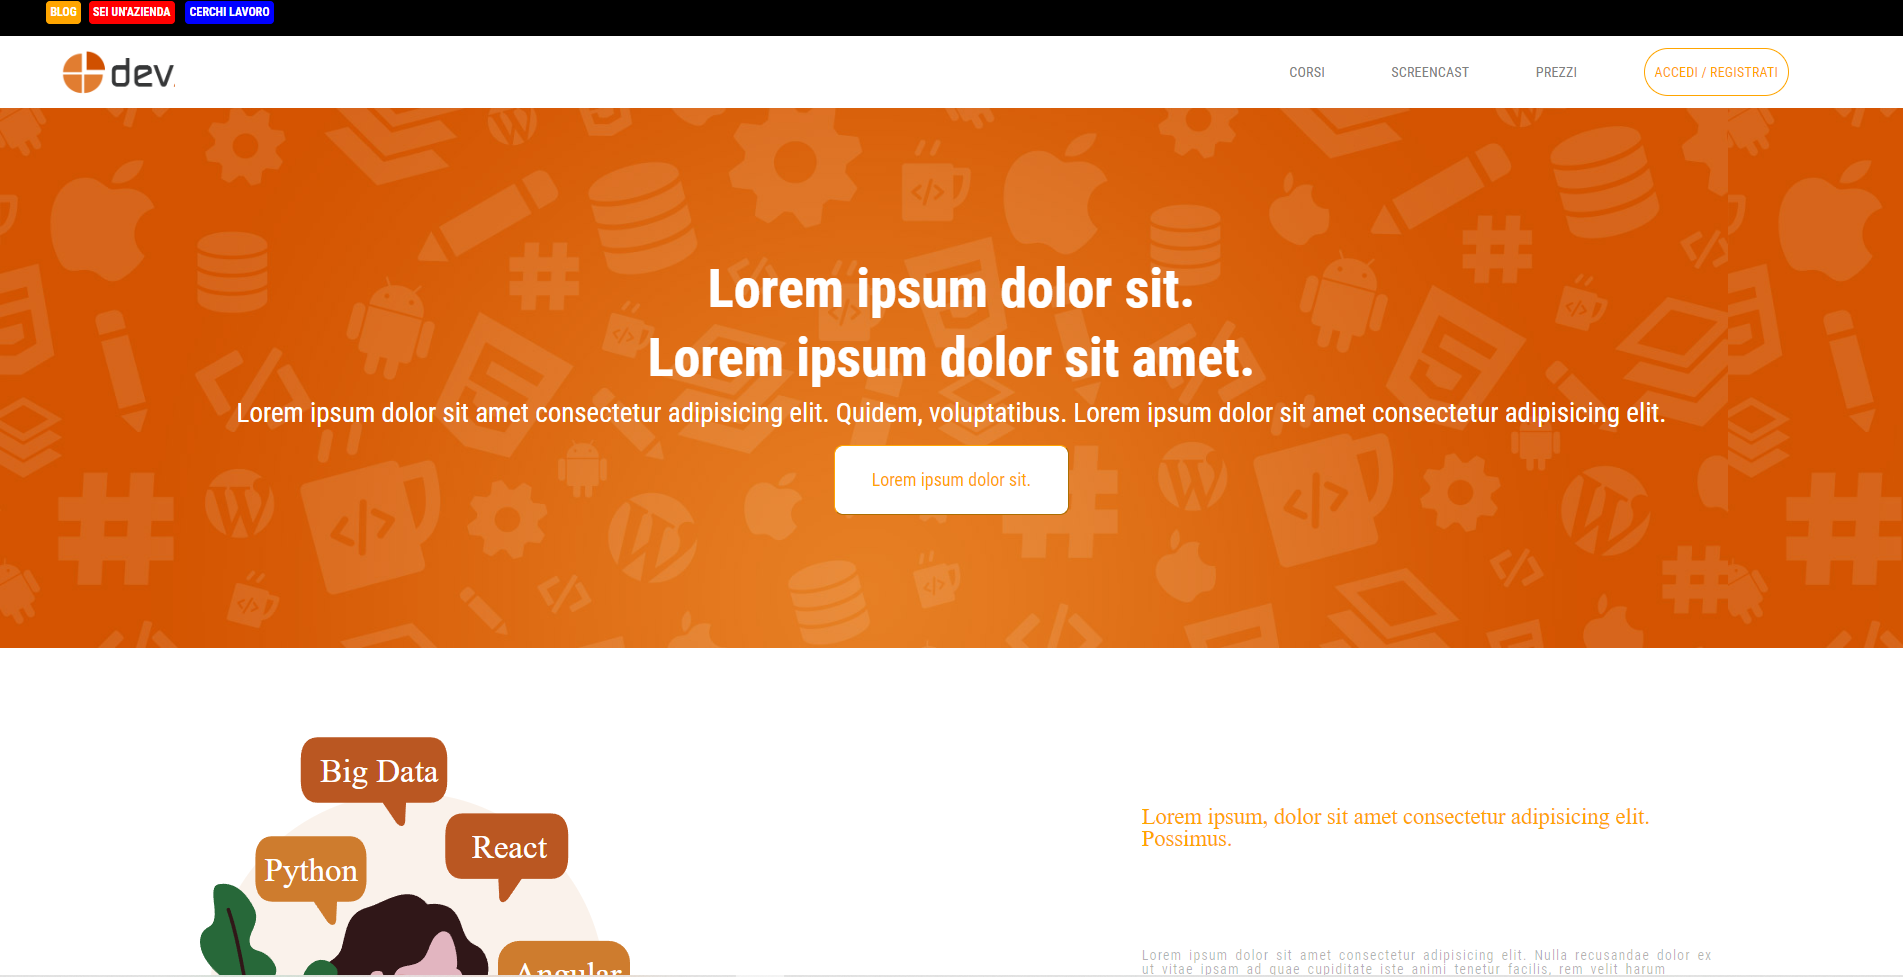 BLOG SEI UN'AZIENDA CERCHI LAVORO
dev. CORSI SCREENCAST PREZZI ACCEDI / REGISTRATI
Lorem ipsum dolor sit.
Lorem ipsum dolor sit amet.
Lorem ipsum dolor sit amet consectetur adipisicing elit. Quidem, voluptatibus. Lorem ipsum dolor sit amet consectetur adipisicing elit.
Lorem ipsum dolor sit.
Big Data
React
Python
Angular
Lorem ipsum, dolor sit amet consectetur adipisicing elit.
Possimus.
Lorem ipsum dolor sit amet consectetur adipisicing elit. Nulla recusandae dolor ex
ut vitae ipsam ad quae cupiditate iste animi tenetur facilis, rem velit harum